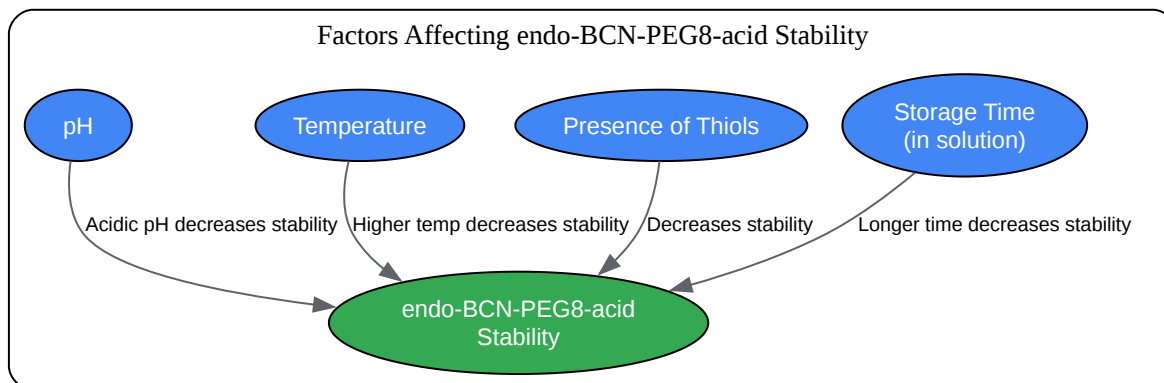 Factors Affecting endo-BCN-PEG8-acid Stability
pH
Temperature
Presence of Thiols
Storage Time
(in solution)
Acidic pH decreases stability
Higher temp decreases stability
Decreases stability
Longer time decreases stability
endo-BCN-PEG8-acid
Stability